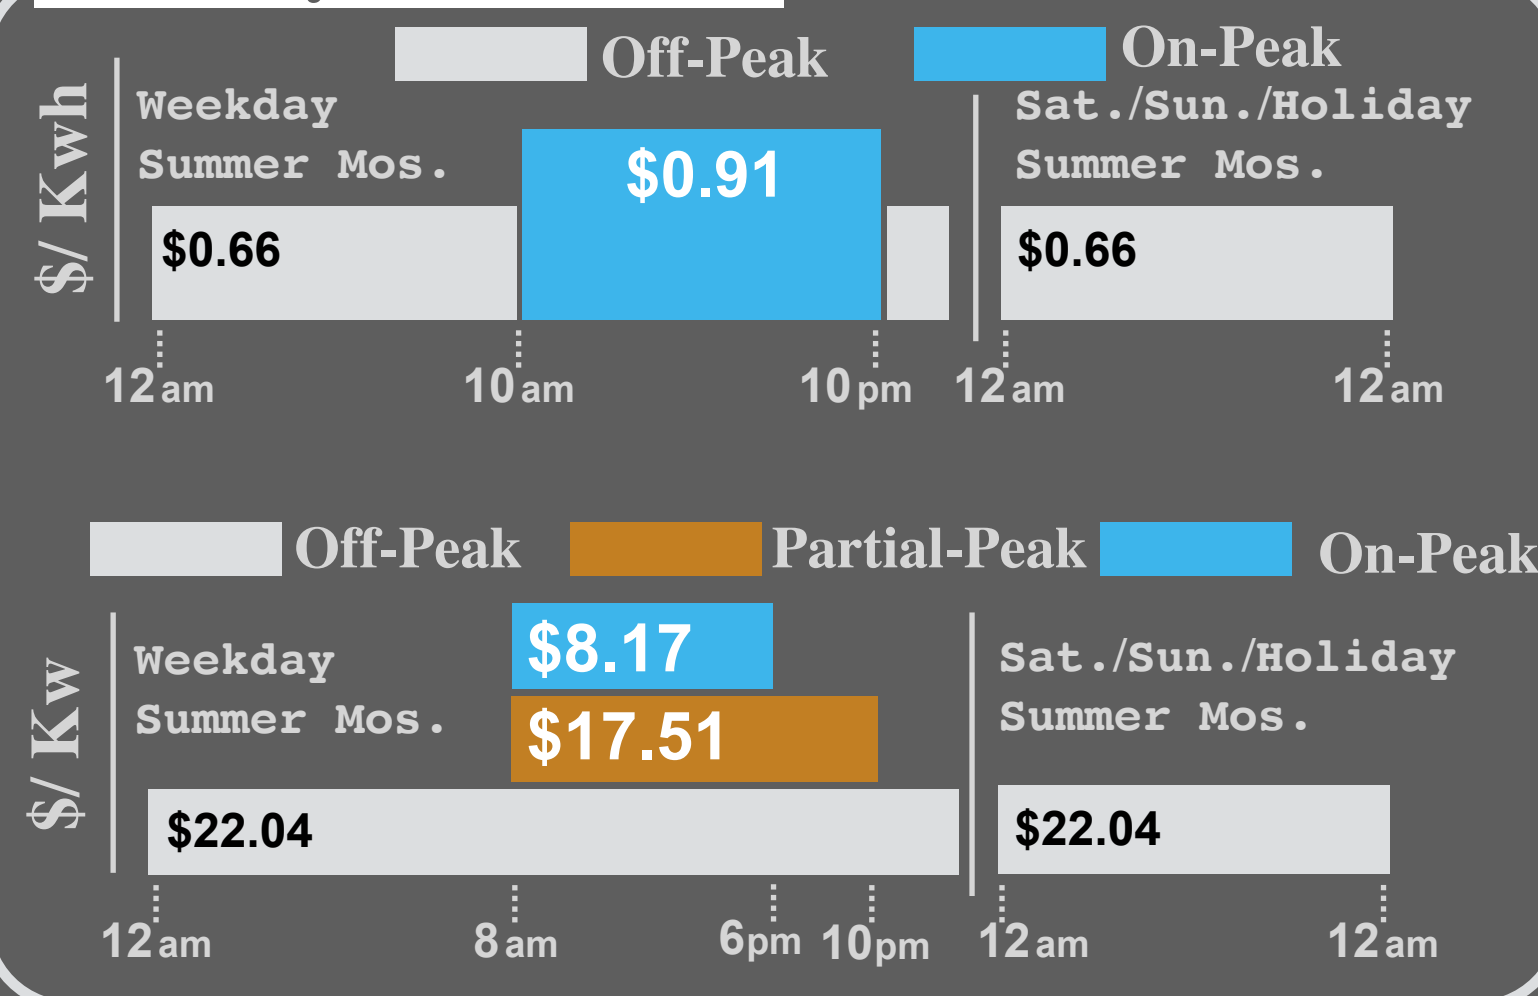 Off-Peak On-Peak
$/ Kwh
Weekday
Summer Mos.
Sat./Sun./Holiday
Summer Mos.
$0.91
$0.66
$0.66
12am 10am 10pm 12am 12am
Off-Peak Partial-Peak On-Peak
$/ Kw
Weekday
Summer Mos.
Sat./Sun./Holiday
Summer Mos.
$8.17
$17.51
$22.04
$22.04
12am 8am 6pm 10pm 12am 12am